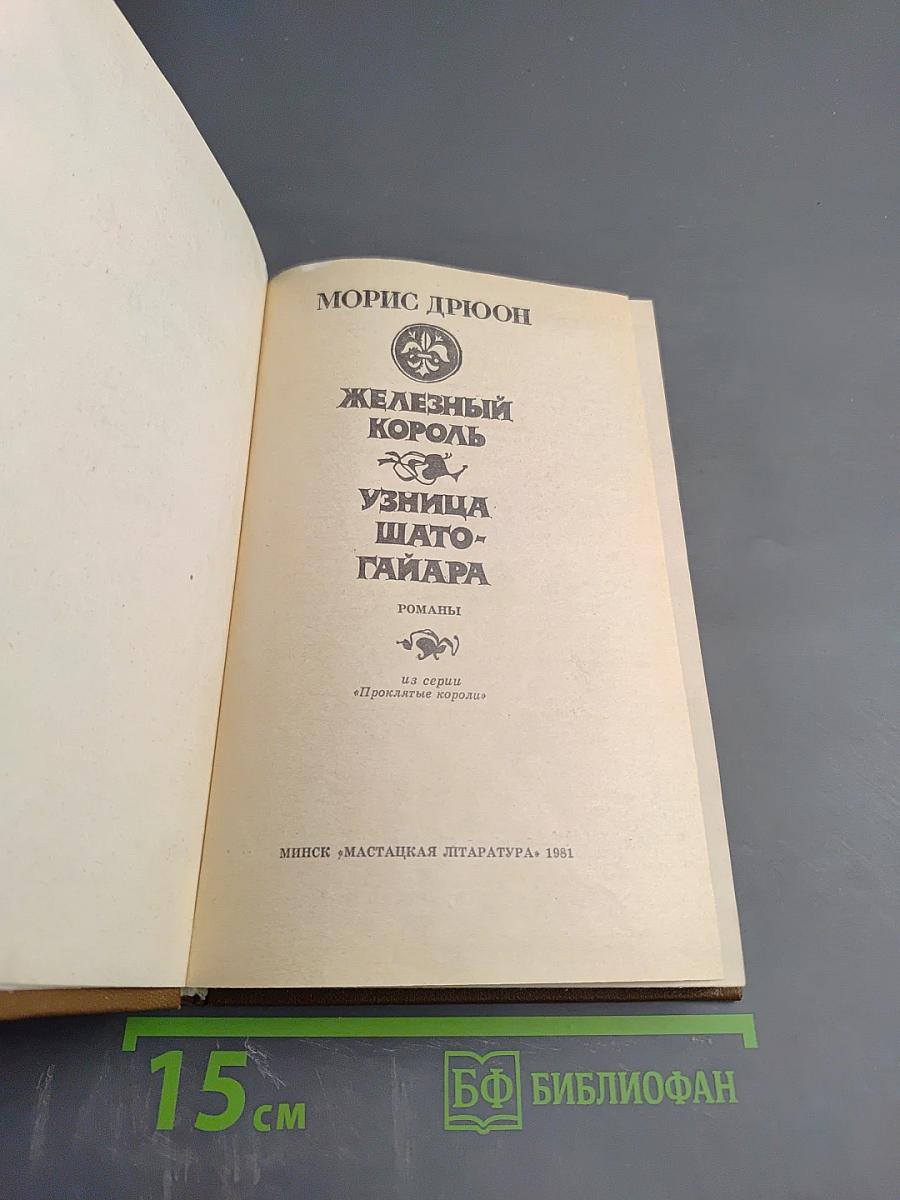 МОРИС ДРЮОН
ЖЕЛЕЗНЫЙ
КОРОЛЬ
УЗНИЦА
ШАТО-
ГАЙАРА
РОМАНЫ
из серии
«Проклятые короли»
МИНСК «МАСТАЦКАЯ ЛІТАРАТУРА» 1981
15 СМ
БФ БИБЛИОФАН